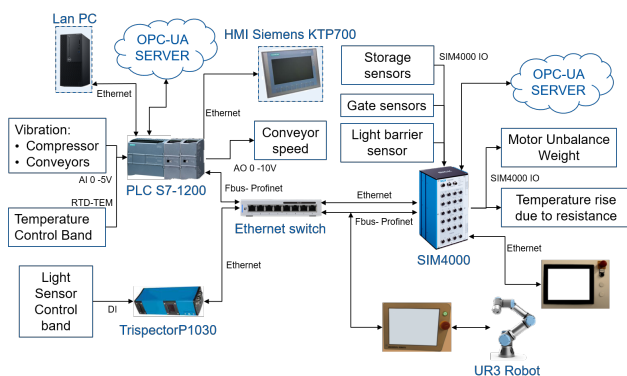 Lan PC
OPC-UA
SERVER
HMI Siemens KTP700
Ethernet
Ethernet
Storage
sensors
SIM4000 IO
OPC-UA
SERVER
Gate sensors
Light barrier
sensor
Vibration:
• Compressor
• Conveyors
AI 0 -5V
PLC S7-1200
Conveyor
speed
AO 0 -10V
Motor Unbalance
Weight
SIM4000 IO
RTD-TEM
Temperature
Control Band
Fbus- Profinet
Ethernet switch
Ethernet
Fbus- Profinet
SIM4000
Temperature rise
due to resistance
Ethernet
Ethernet
Light
Sensor
Control
band
DI
TrispectorP1030
UR3 Robot